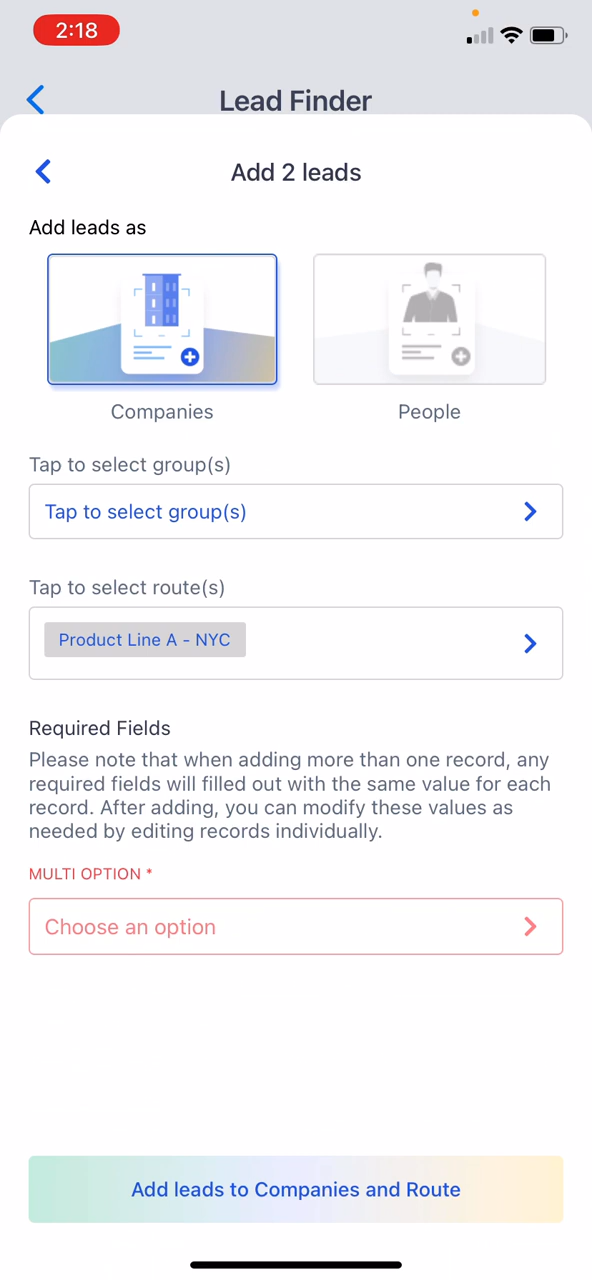 2:18
Lead Finder
Add 2 leads
Add leads as
Companies
People
Tap to select group(s)
Tap to select group(s)
Tap to select route(s)
Product Line A - NYC
Required Fields
Please note that when adding more than one record, any
required fields will filled out with the same value for each
record. After adding, you can modify these values as
needed by editing records individually.
MULTI OPTION *
Choose an option
Add leads to Companies and Route